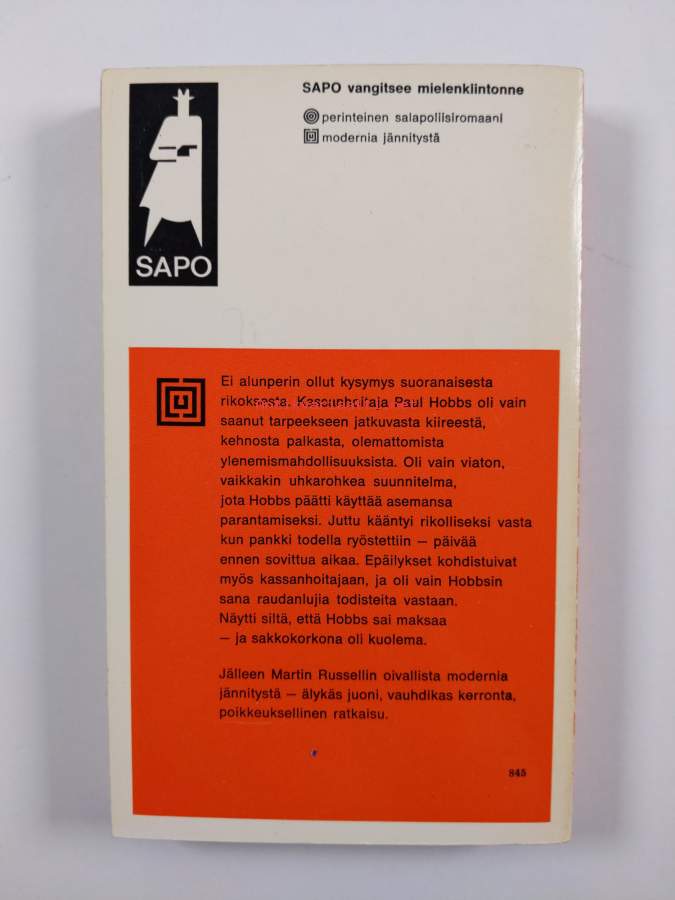 SAPO vangitsee mielenkiintonne
perinteinen salapoliisiromaani
modernia jännitystä
SAPO
Ei alunperin ollut kysymys suoranaisesta
rikoksesta. Kassanhoitaja Paul Hobbs oli vain
saanut tarpeekseen jatkuvasta kiireestä,
kehnosta palkasta, olemattomista
ylenemismahdollisuuksista. Oli vain viaton,
vaikkakin uhkarohkea suunnitelma,
jota Hobbs päätti käyttää asemansa
parantamiseksi. Juttu kääntyi rikolliseksi vasta
kun pankki todella ryöstettiin — päivää
ennen sovittua aikaa. Epäilykset kohdistuivat
myös kassanhoitajaan, ja oli vain Hobbsin
sana raudanlujia todisteita vastaan.
Näytti siltä, että Hobbs sai maksaa
— ja sakkokorkona oli kuolema.
Jälleen Martin Russellin oivallista modernia
jännitystä — älykäs juoni, vauhdikas kerronta,
poikkeuksellinen ratkaisu.
845